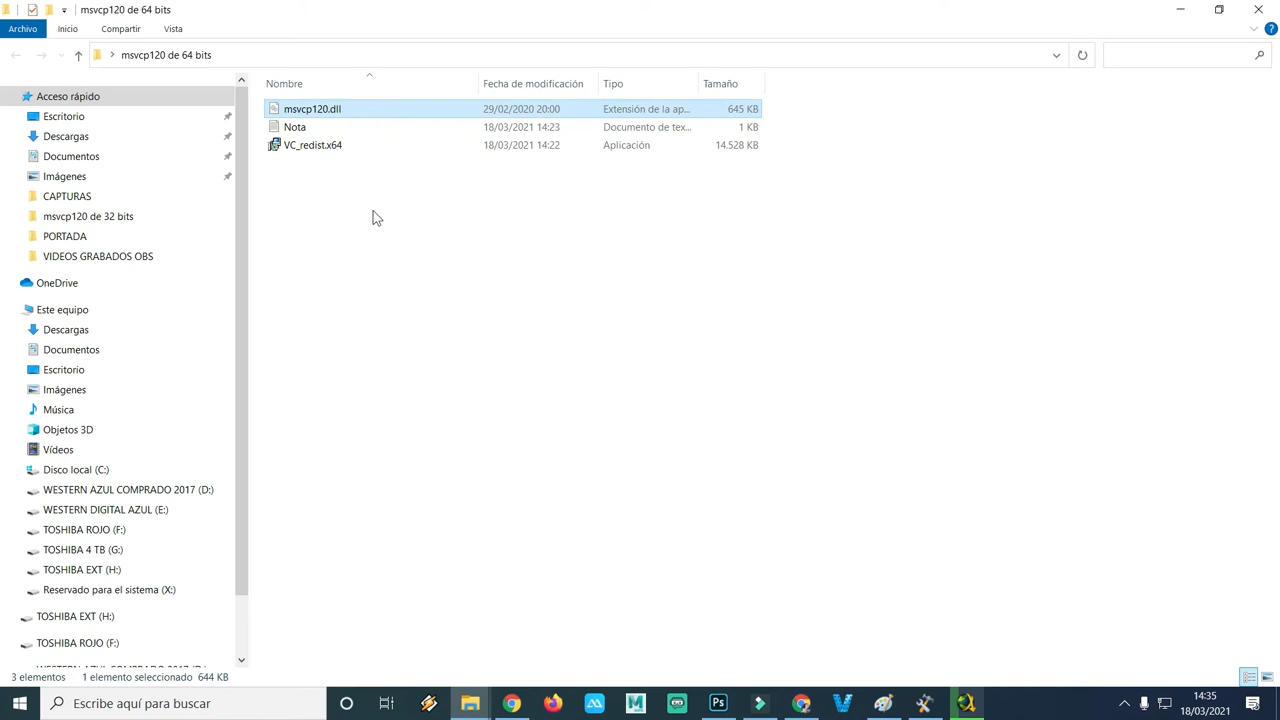 msvcp120 de 64 bits
Archivo Inicio Compartir Vista
msvcp120 de 64 bits
Nombre Fecha de modificación Tipo Tamaño
msvcp120.dll 29/02/2020 20:00 Extensión de la ap... 645 KB
Nota 18/03/2021 14:23 Documento de tex... 1 KB
VC_redist.x64 18/03/2021 14:22 Aplicación 14.528 KB
Acceso rápido
Escritorio
Descargas
Documentos
Imágenes
CAPTURAS
msvcp120 de 32 bits
PORTADA
VIDEOS GRABADOS OBS
OneDrive
Este equipo
Descargas
Documentos
Escritorio
Imágenes
Música
Objetos 3D
Vídeos
Disco local (C:)
WESTERN AZUL COMPRADO 2017 (D:)
WESTERN DIGITAL AZUL (E:)
TOSHIBA ROJO (F:)
TOSHIBA 4 TB (G:)
TOSHIBA EXT (H:)
Reservado para el sistema (X:)
TOSHIBA EXT (H:)
TOSHIBA ROJO (F:)
3 elementos 1 elemento seleccionado 644 KB
Escribe aquí para buscar
Ps
14:35
18/03/2021